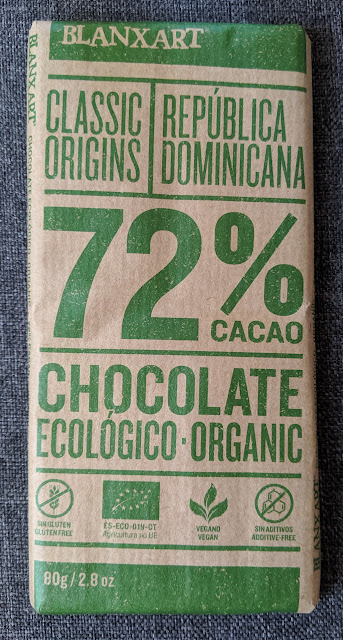 BLANXART
CLASSIC
ORIGINS
REPÚBLICA
DOMINICANA
72%
CACAO
CHOCOLATE
ECOLÓGICO · ORGANIC
SIN GLUTEN
GLUTEN FREE
ES-ECO-019-CT
Agricultura no UE
VEGANO
VEGAN
SIN ADITIVOS
ADDITIVE-FREE
80g / 2.8 oz
BLANXART